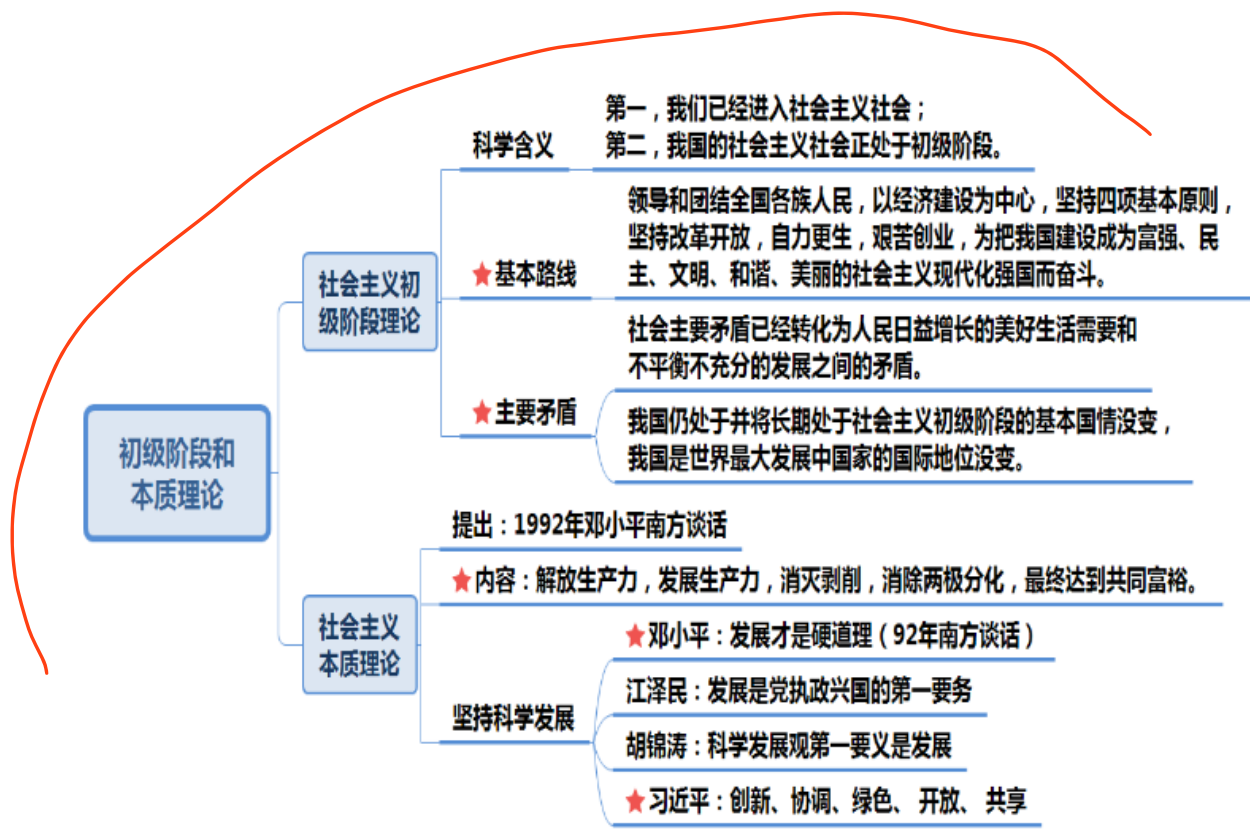 第一，我们已经进入社会主义社会；
第二，我国的社会主义社会正处于初级阶段。
科学含义
领导和团结全国各族人民，以经济建设为中心，坚持四项基本原则，
坚持改革开放，自力更生，艰苦创业，为把我国建设成为富强、民
主、文明、和谐、美丽的社会主义现代化强国而奋斗。
基本路线
社会主义初
级阶段理论
社会主要矛盾已经转化为人民日益增长的美好生活需要和
不平衡不充分的发展之间的矛盾。
主要矛盾
我国仍处于并将长期处于社会主义初级阶段的基本国情没变，
我国是世界最大发展中国家的国际地位没变。
初级阶段和
本质理论
提出：1992年邓小平南方谈话
内容：解放生产力，发展生产力，消灭剥削，消除两极分化，最终达到共同富裕。
社会主义
本质理论
邓小平：发展才是硬道理（92年南方谈话）
江泽民：发展是党执政兴国的第一要务
坚持科学发展
胡锦涛：科学发展观第一要义是发展
习近平：创新、协调、绿色、 开放、 共享